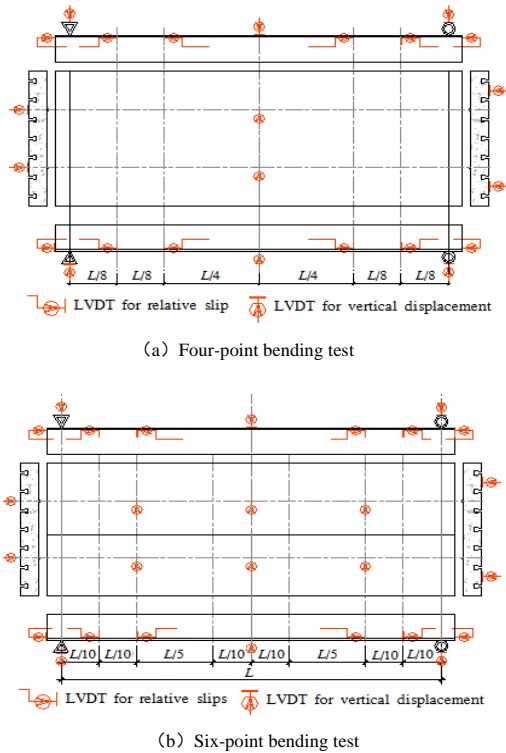 L/8 L/8 L/4 L/4 L/8 L/8
LVDT for relative slip LVDT for vertical displacement
（a）Four-point bending test
L/10 L/10 L/5 L/10 L/10 L/5 L/10 L/10
L
LVDT for relative slips LVDT for vertical displacement
（b）Six-point bending test